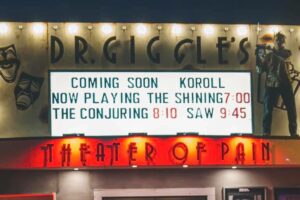 DR. GIGGLE'S
COMING SOON KOROLL
NOW PLAYING THE SHINING 7:00
THE CONJURING 8:10 SAW 9:45
THEATER OF PAIN